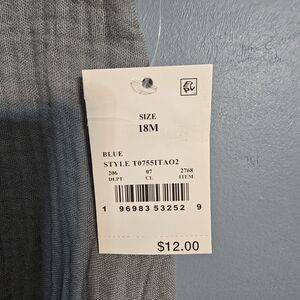 SIZE
18M
BLUE
STYLE T0755ITAO2
206 07 2768
DEPT CL ITEM
1 96983 53252 9
$12.00